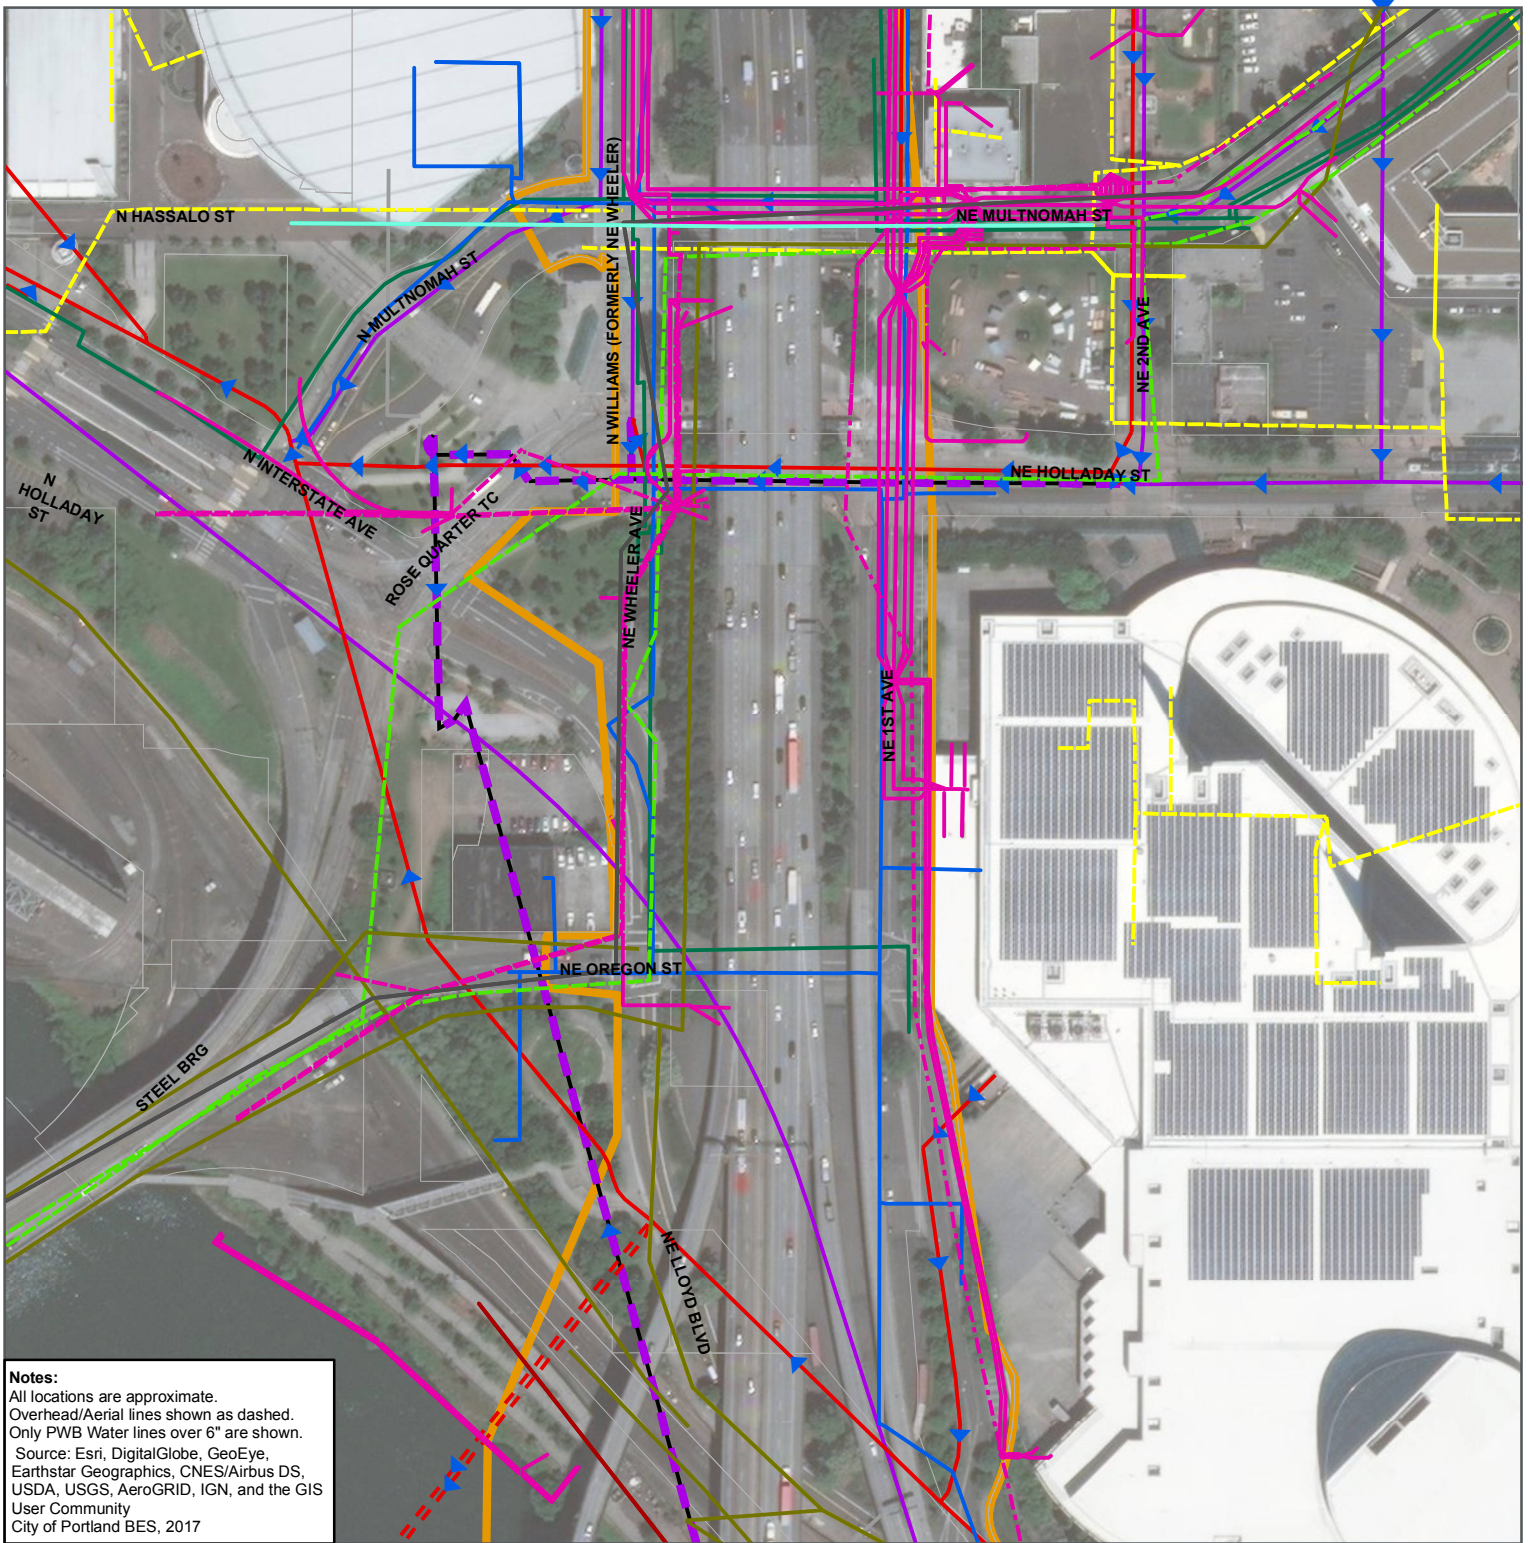 N HASSALO ST
NE MULTNOMAH ST
N MULTNOMAH ST
N WILLIAMS (FORMERLY NE WHEELER)
NE 2ND AVE
N INTERSTATE AVE
NE HOLLADAY ST
N
HOLLADAY
ST
ROSE QUARTER TC
NE WHEELER AVE
NE 1ST AVE
NE OREGON ST
STEEL BRG
NE LLOYD BLVD
Notes:
All locations are approximate.
Overhead/Aerial lines shown as dashed.
Only PWB Water lines over 6" are shown.
Source: Esri, DigitalGlobe, GeoEye,
Earthstar Geographics, CNES/Airbus DS,
USDA, USGS, AeroGRID, IGN, and the GIS
User Community
City of Portland BES, 2017